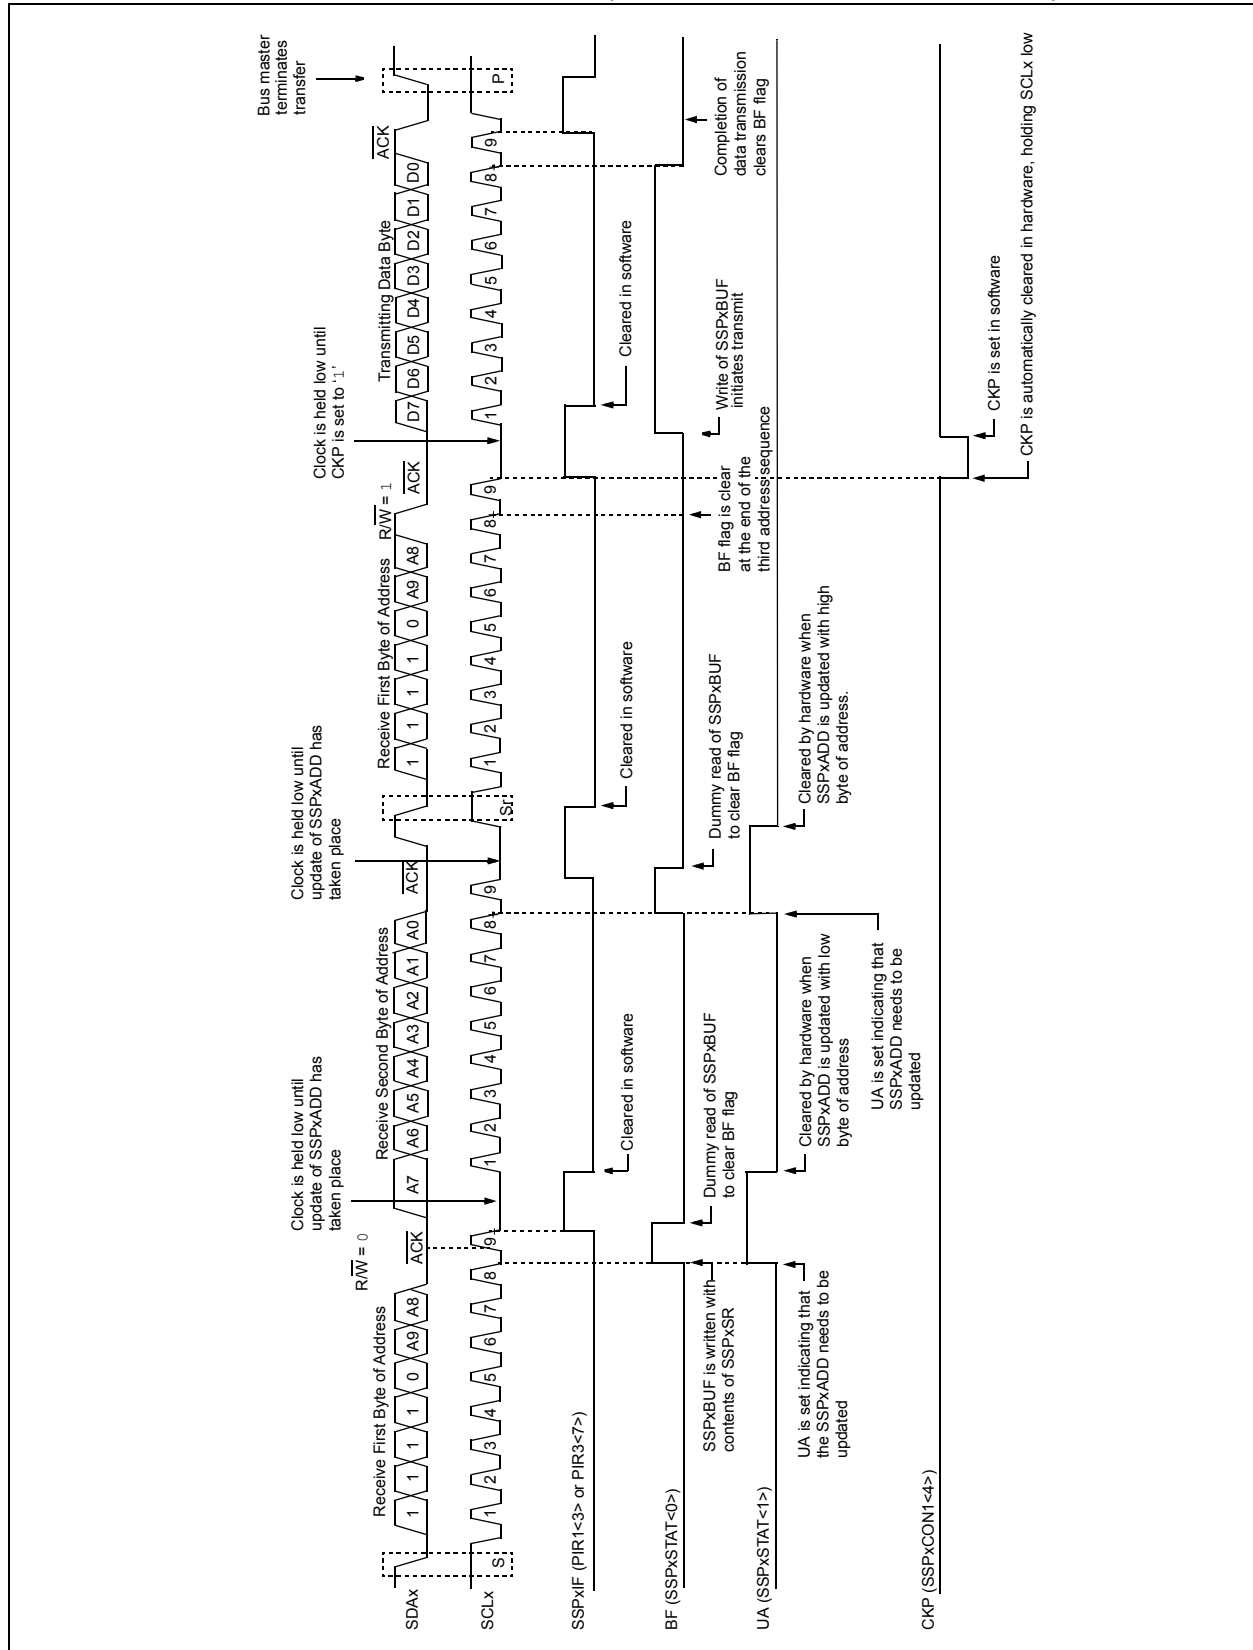 Bus master
terminates
transfer
Clock is held low until
CKP is set to ‘1’
Clock is held low until
update of SSPxADD has
taken place
Clock is held low until
update of SSPxADD has
taken place
Receive First Byte of Address
R/W = 0
ACK
Receive Second Byte of Address
ACK
Receive First Byte of Address
R/W = 1
ACK
Transmitting Data Byte
ACK
SDAx
1 1 1 1 0 A9 A8 A7 A6 A5 A4 A3 A2 A1 A0 1 1 1 1 0 A9 A8 D7 D6 D5 D4 D3 D2 D1 D0
SCLx
S 1 2 3 4 5 6 7 8 9 1 2 3 4 5 6 7 8 9 Sr 1 2 3 4 5 6 7 8 9 1 2 3 4 5 6 7 8 9 P
SSPxIF (PIR1<3> or PIR3<7>)
Cleared in software
Cleared in software
Cleared in software
BF (SSPxSTAT<0>)
SSPxBUF is written with
contents of SSPxSR
Dummy read of SSPxBUF
to clear BF flag
Dummy read of SSPxBUF
to clear BF flag
BF flag is clear
at the end of the
third address sequence
Write of SSPxBUF
initiates transmit
Completion of
data transmission
clears BF flag
UA (SSPxSTAT<1>)
UA is set indicating that
the SSPxADD needs to be
updated
Cleared by hardware when
SSPxADD is updated with low
byte of address
UA is set indicating that
SSPxADD needs to be
updated
Cleared by hardware when
SSPxADD is updated with high
byte of address.
CKP (SSPxCON1<4>)
CKP is set in software
CKP is automatically cleared in hardware, holding SCLx low